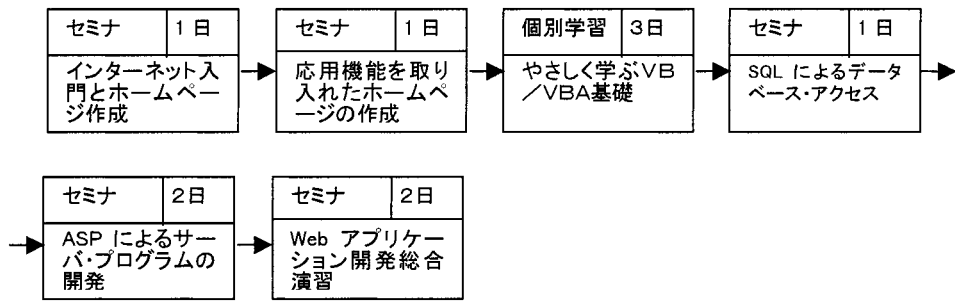 セミナ 1日
インターネット入
門とホームペー
ジ作成
セミナ 1日
応用機能を取り
入れたホームペ
ージの作成
個別学習 3日
やさしく学ぶVB
／VBA基礎
セミナ 1日
SQL によるデータ
ベース・アクセス
セミナ 2日
ASP によるサー
バ・プログラムの
開発
セミナ 2日
Web アプリケー
ション開発総合
演習